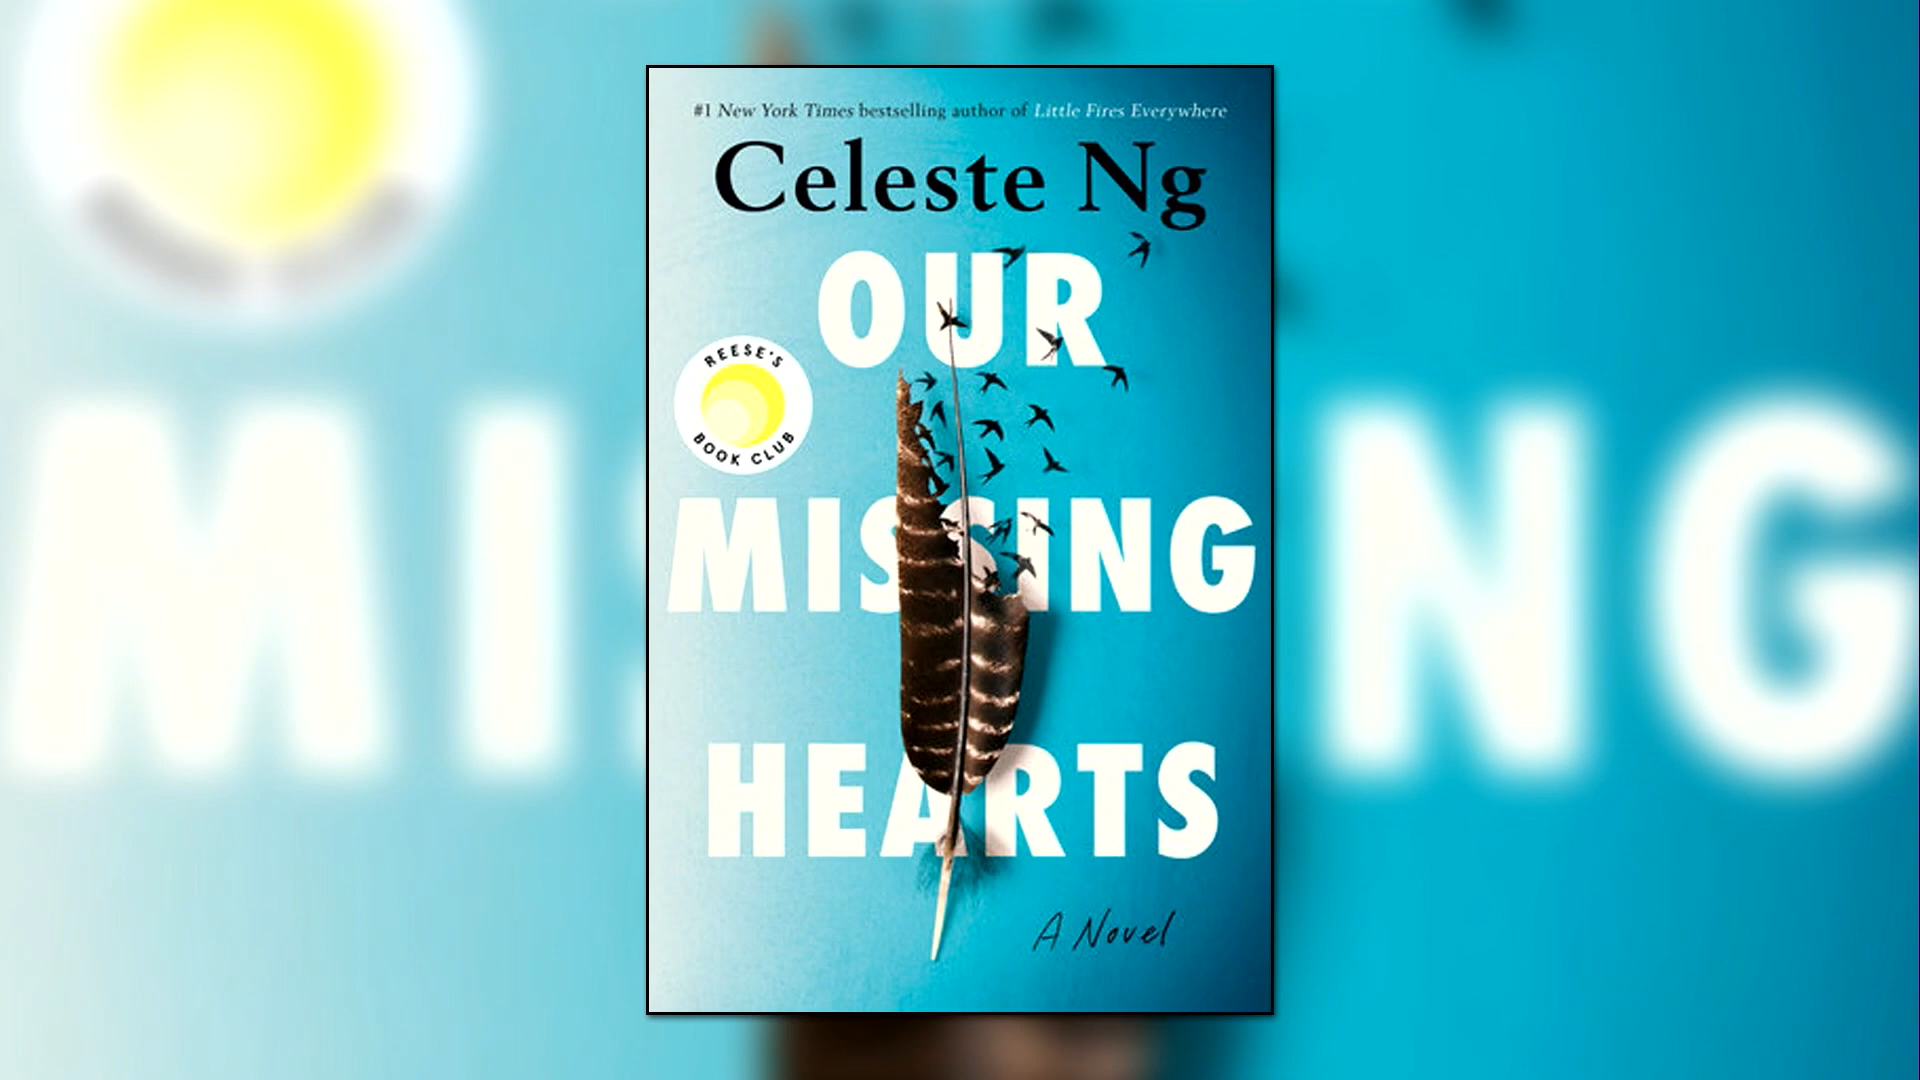 #1 New York Times bestselling author of Little Fires Everywhere
Celeste Ng
OUR
REESE'S
BOOK CLUB
MISSING
HEARTS
A Novel